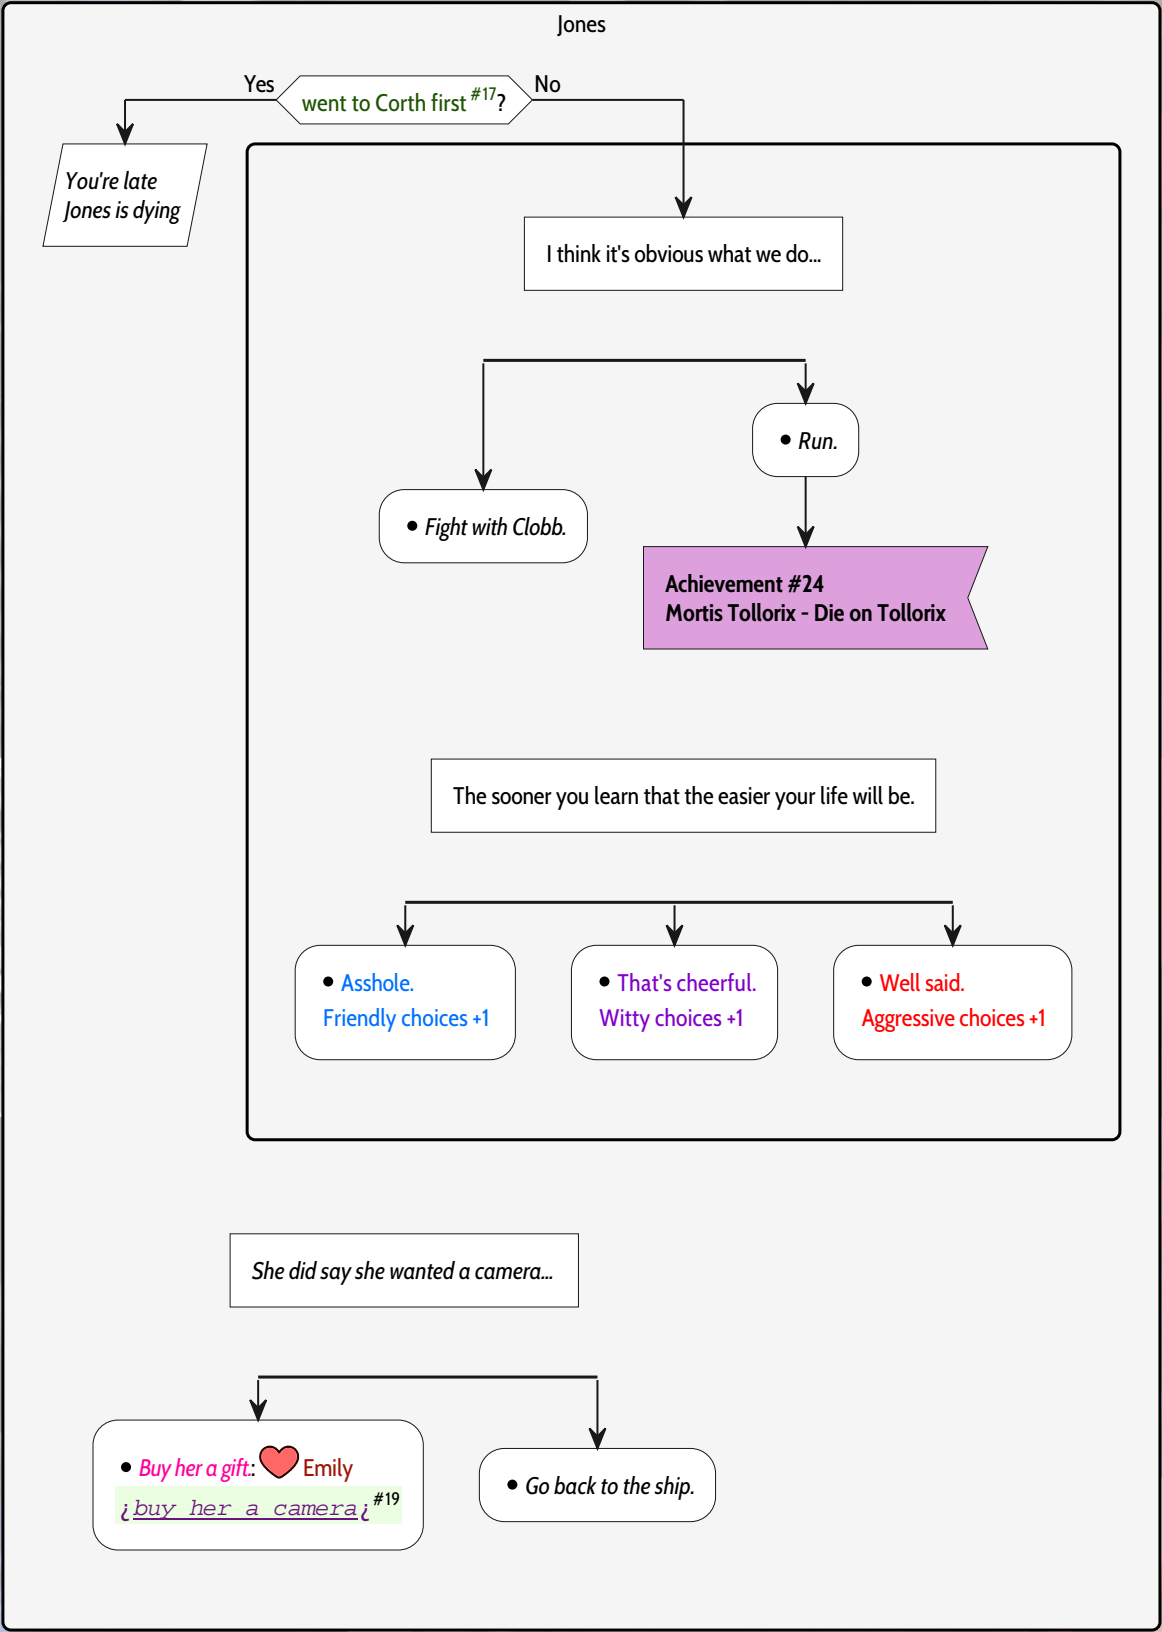 Jones
Yes
went to Corth first #17?
No
You're late
Jones is dying
I think it's obvious what we do...
• Run.
• Fight with Clobb.
Achievement #24
Mortis Tollorix - Die on Tollorix
The sooner you learn that the easier your life will be.
• Asshole.
Friendly choices +1
• That's cheerful.
Witty choices +1
• Well said.
Aggressive choices +1
She did say she wanted a camera...
• Buy her a gift.: Emily
¿buy her a camera¿#19
• Go back to the ship.